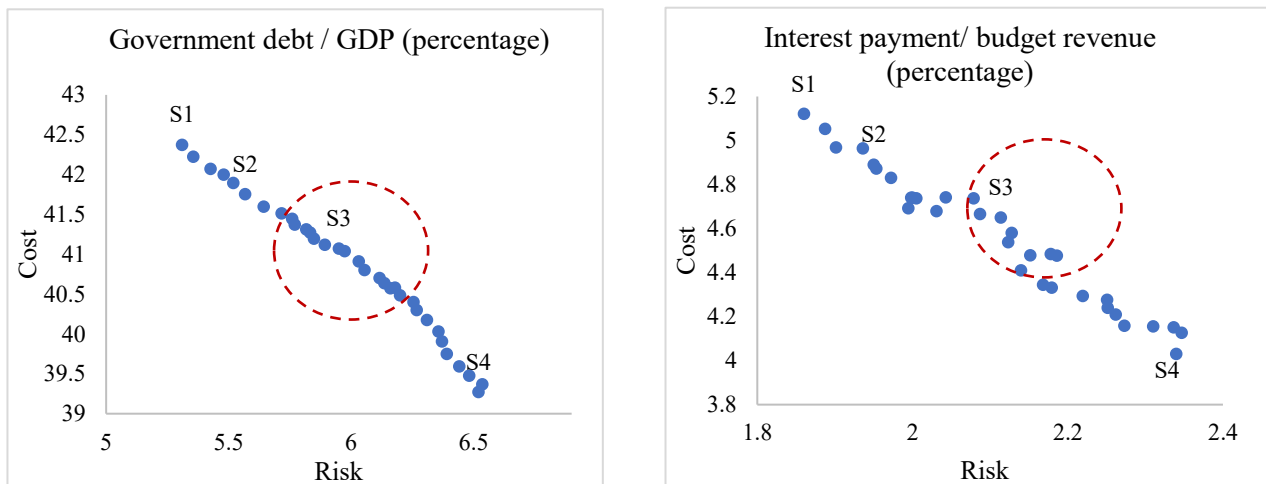 Government debt / GDP (percentage)
43
42.5
42
41.5
41
40.5
40
39.5
39
Cost
S1
S2
S3
S4
5
5.5
6
6.5
Risk
Interest payment/ budget revenue
(percentage)
5.2
5
4.8
4.6
4.4
4.2
4
3.8
Cost
S1
S2
S3
S4
1.8
2
2.2
2.4
Risk